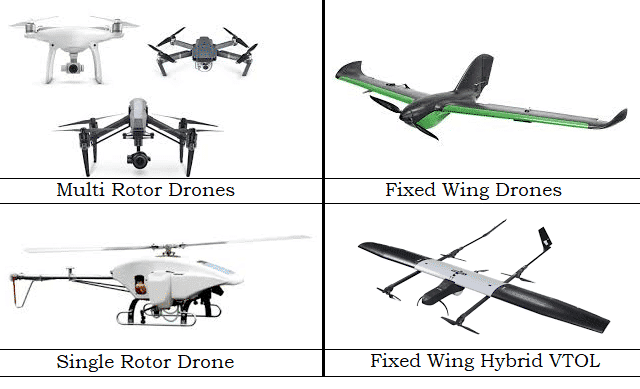 Multi Rotor Drones
Fixed Wing Drones
Single Rotor Drone
Fixed Wing Hybrid VTOL